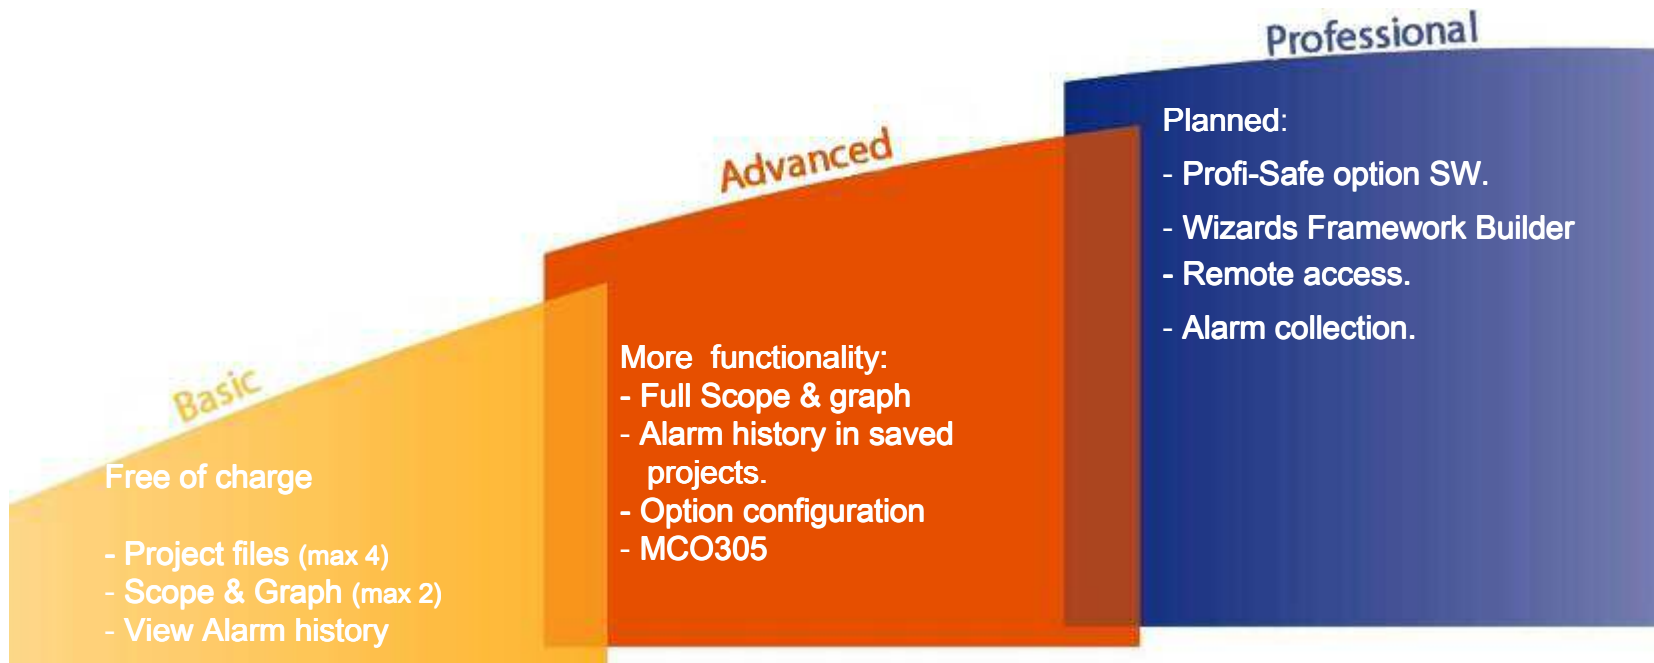 Basic
Free of charge
- Project files (max 4)
- Scope & Graph (max 2)
- View Alarm history
Advanced
More functionality:
- Full Scope & graph
- Alarm history in saved
projects.
- Option configuration
- MCO305
Professional
Planned:
- Profi-Safe option SW.
- Wizards Framework Builder
- Remote access.
- Alarm collection.